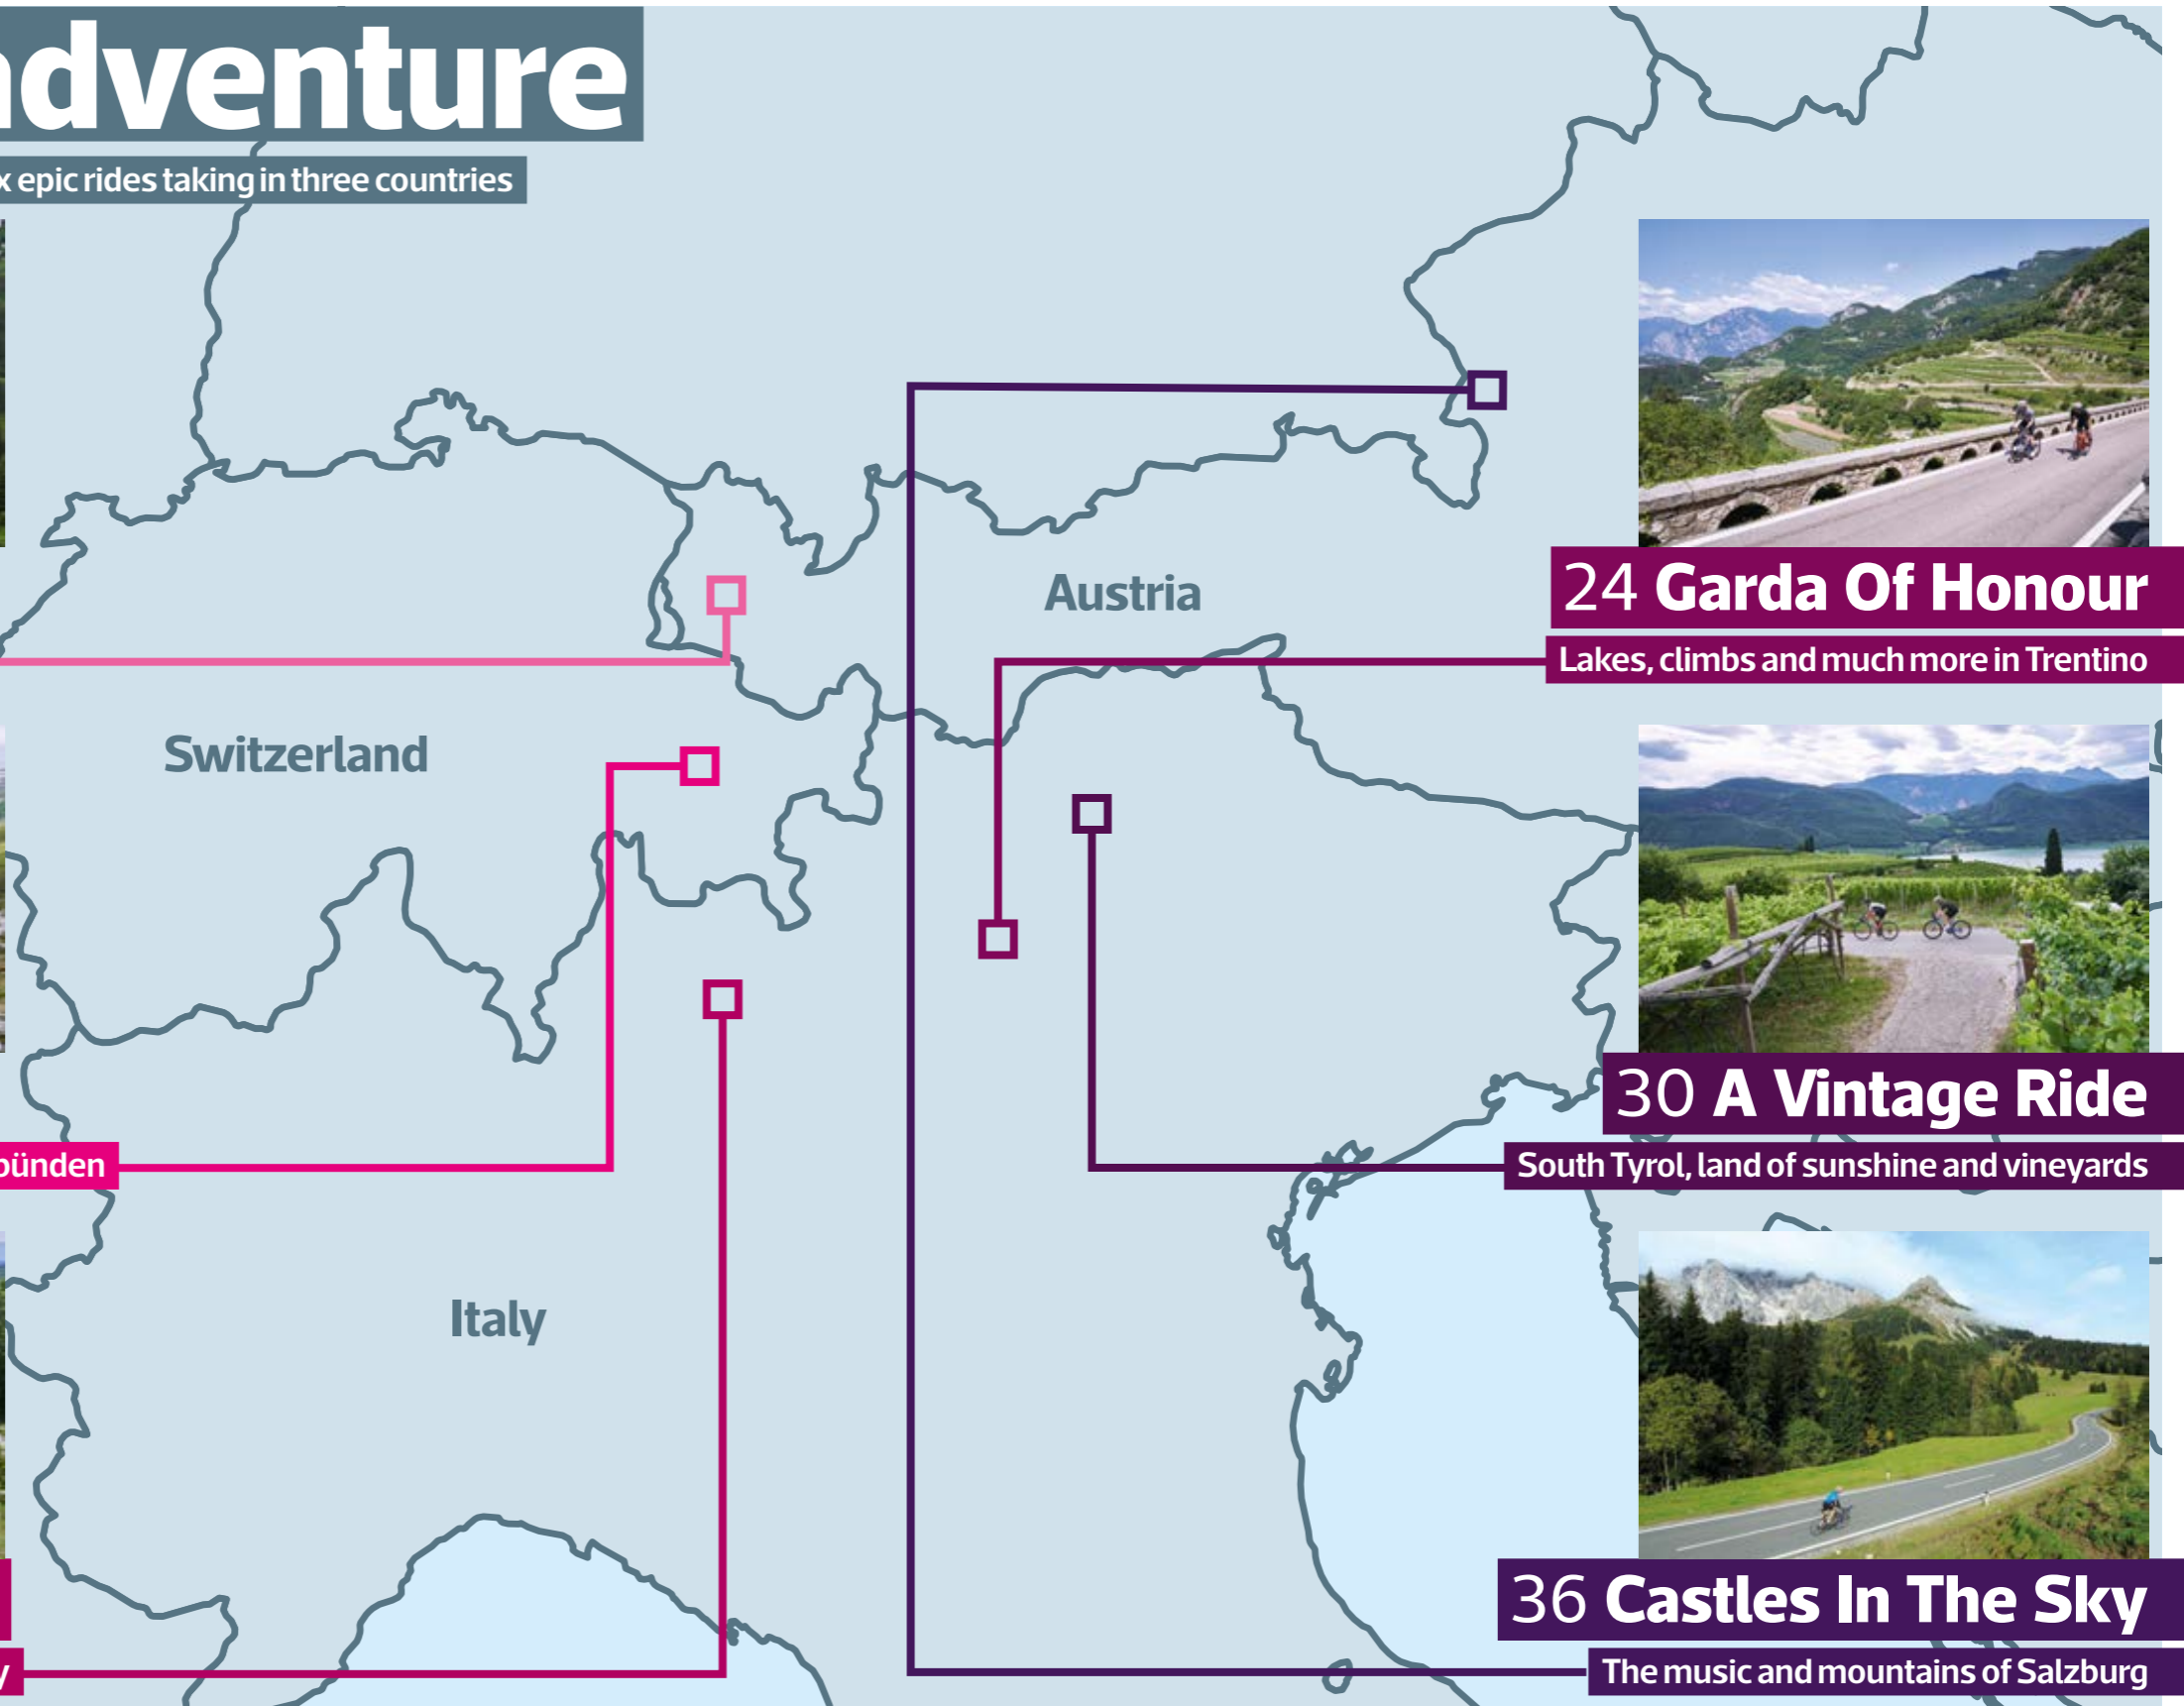 adventure
x epic rides taking in three countries
Austria
24 Garda Of Honour
Lakes, climbs and much more in Trentino
Switzerland
30 A Vintage Ride
bünden
South Tyrol, land of sunshine and vineyards
Italy
36 Castles In The Sky
y
The music and mountains of Salzburg